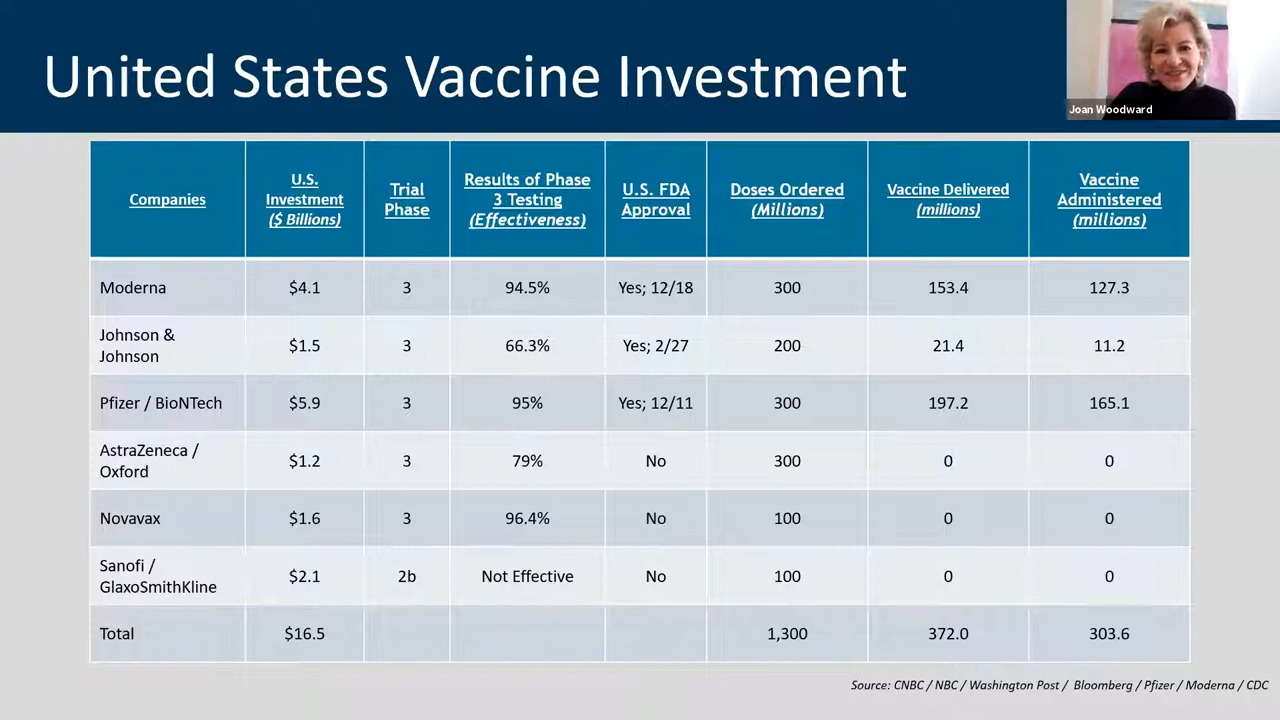 United States Vaccine Investment
Joan Woodward
Companies
U.S.
Investment
($ Billions)
Trial
Phase
Results of Phase
3 Testing
(Effectiveness)
U.S. FDA
Approval
Doses Ordered
(Millions)
Vaccine Delivered
(millions)
Vaccine
Administered
(millions)
Moderna $4.1 3 94.5% Yes; 12/18 300 153.4 127.3
Johnson &
Johnson
$1.5 3 66.3% Yes; 2/27 200 21.4 11.2
Pfizer / BioNTech $5.9 3 95% Yes; 12/11 300 197.2 165.1
AstraZeneca /
Oxford
$1.2 3 79% No 300 0 0
Novavax $1.6 3 96.4% No 100 0 0
Sanofi /
GlaxoSmithKline
$2.1 2b Not Effective No 100 0 0
Total $16.5 1,300 372.0 303.6
Source: CNBC / NBC / Washington Post / Bloomberg / Pfizer / Moderna / CDC